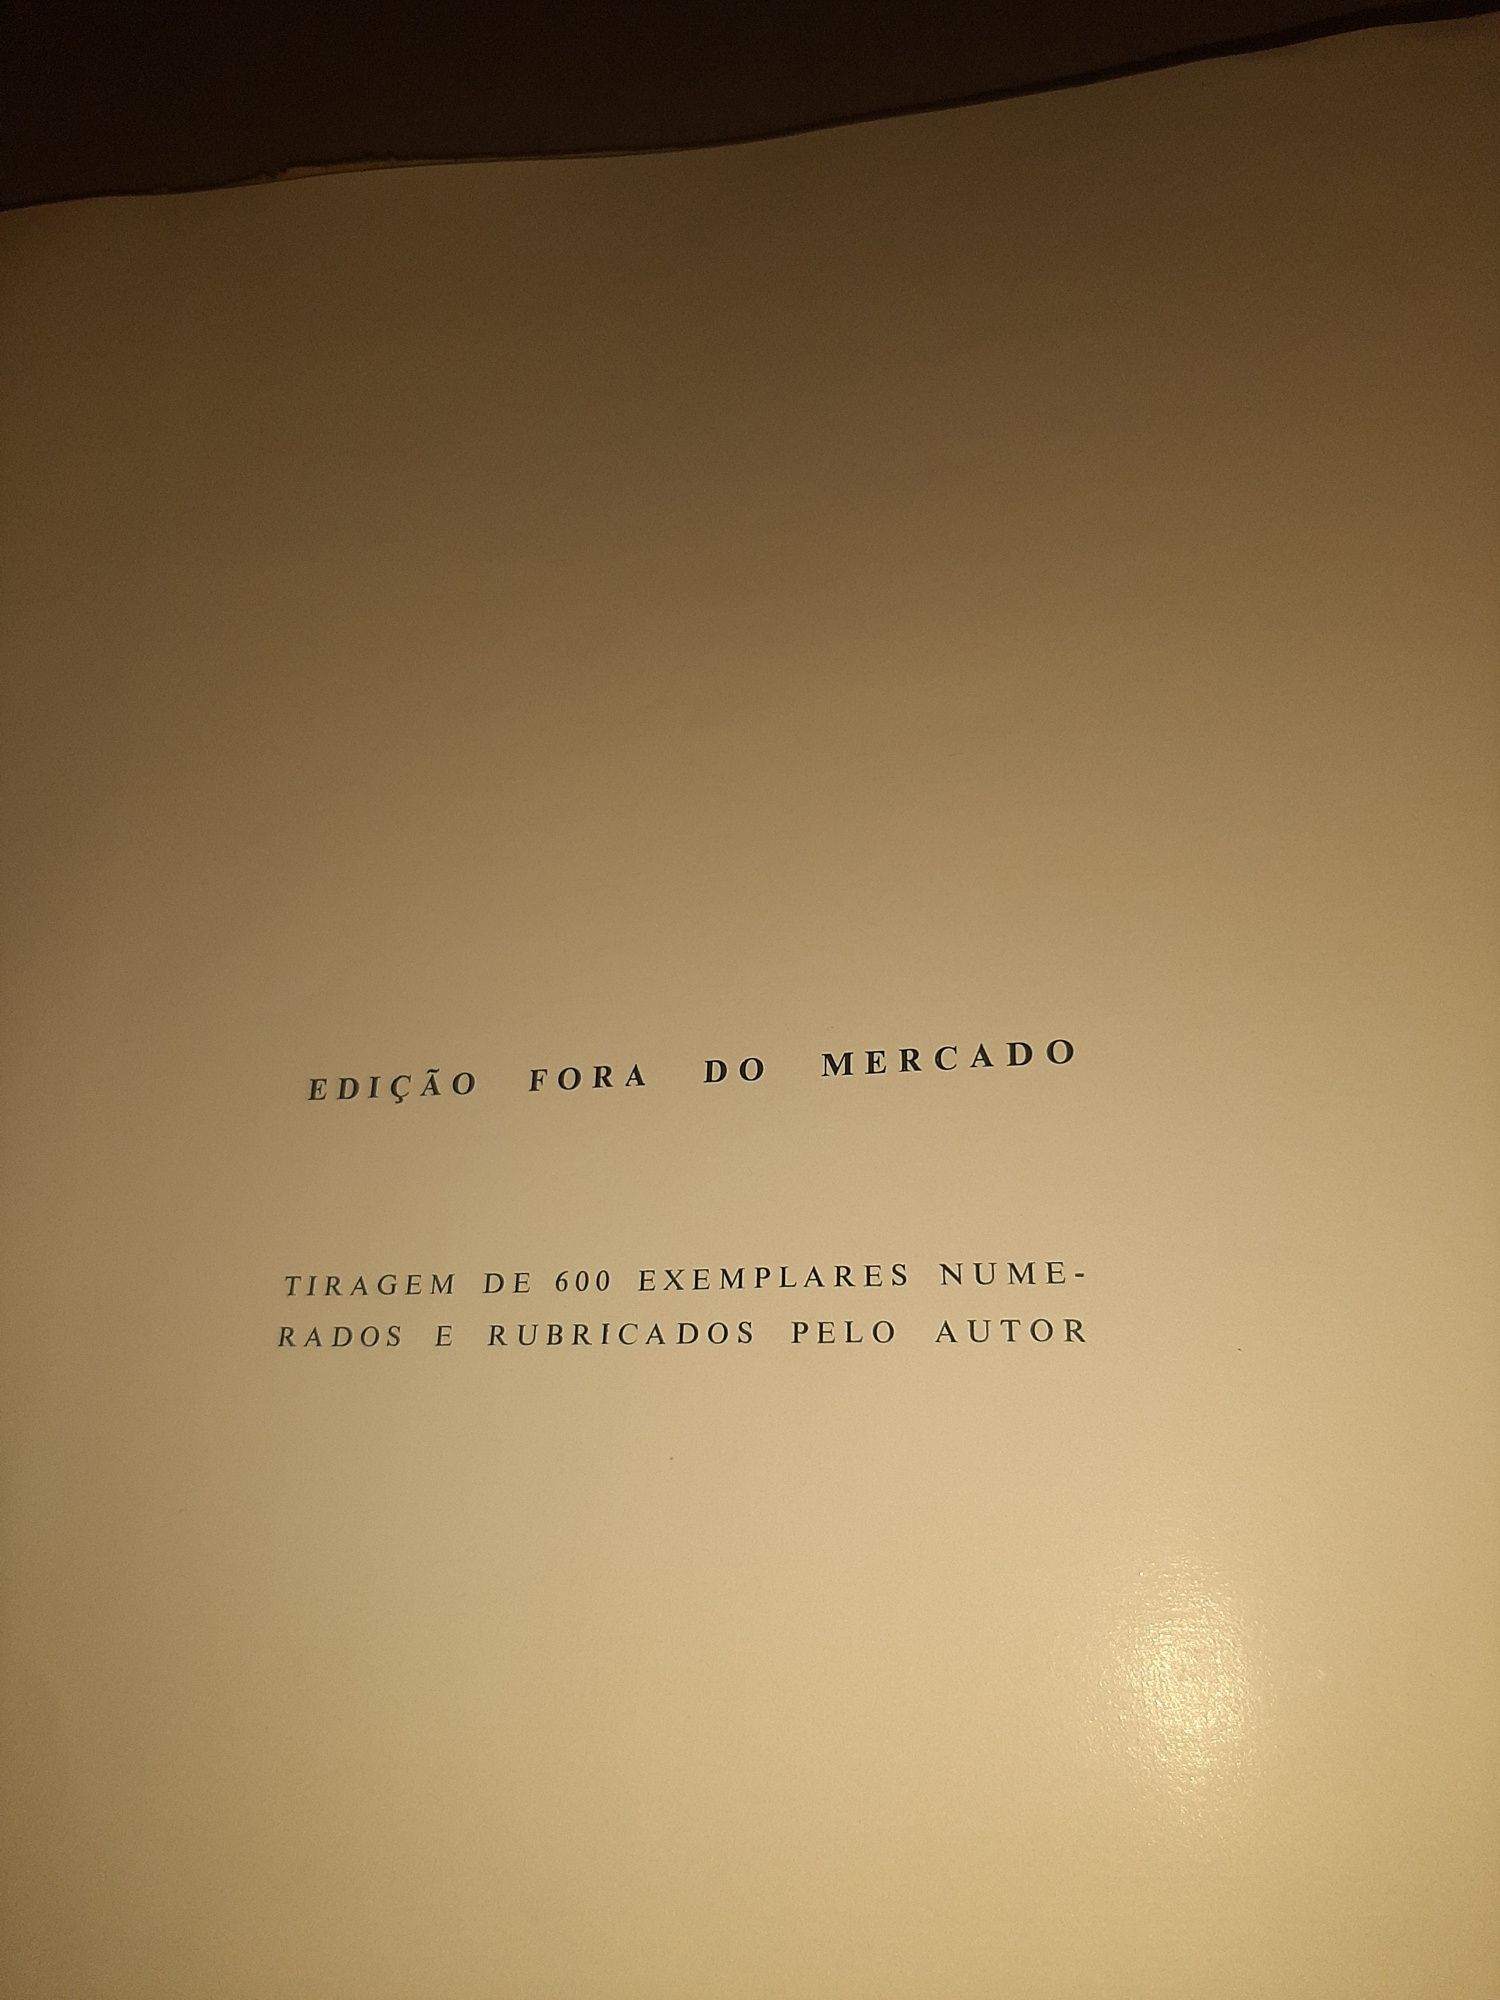 EDIÇÃO FORA DO MERCADO
TIRAGEM DE 600 EXEMPLARES NUME-
RADOS E RUBRICADOS PELO AUTOR